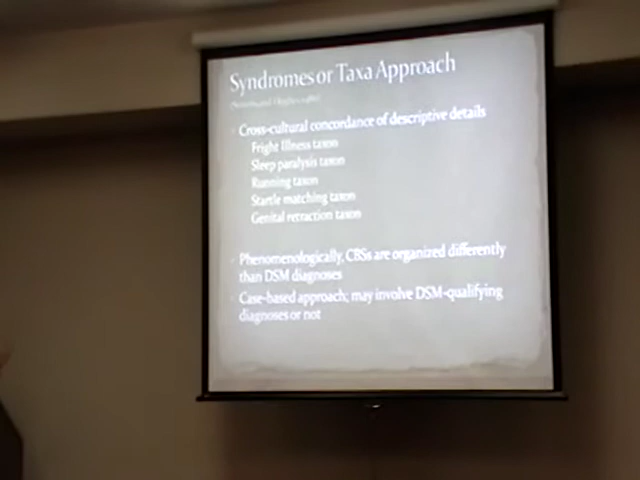 Syndromes or Taxa Approach
Cross-cultural concordance of descriptive details
Fright Illness taxon
Sleep paralysis taxon
Running taxon
Startle matching taxon
Genital retraction taxon
Phenomenologically, CBSs are organized differently
than DSM diagnoses
Case-based approach; may involve DSM-qualifying
diagnoses or not